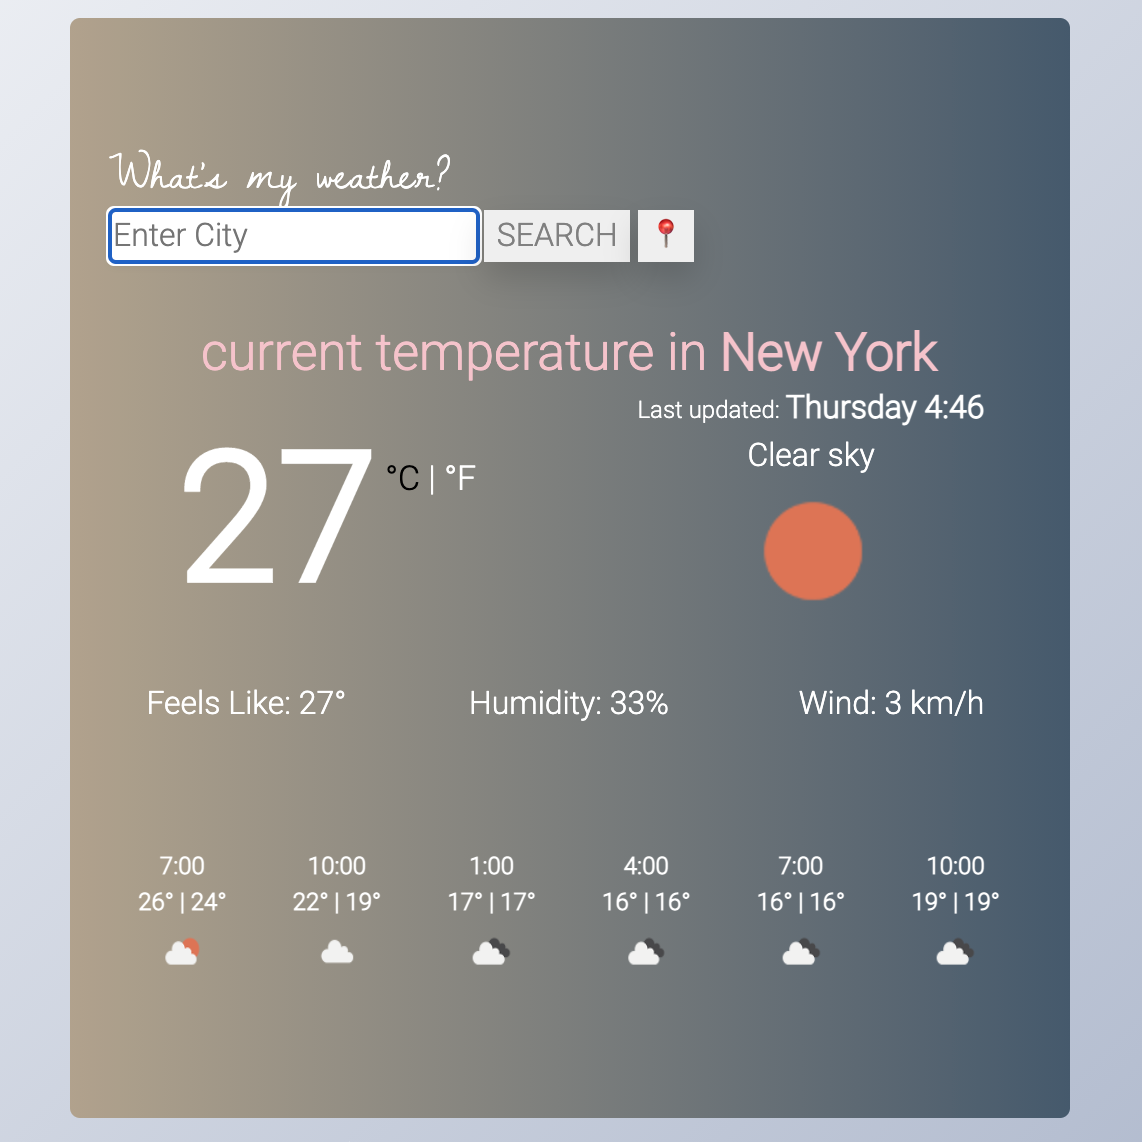 What's my weather?
Enter City SEARCH
current temperature in New York
Last updated: Thursday 4:46
Clear sky
27 °C | °F
Feels Like: 27° Humidity: 33% Wind: 3 km/h
7:00 10:00 1:00 4:00 7:00 10:00
26° | 24° 22° | 19° 17° | 17° 16° | 16° 16° | 16° 19° | 19°